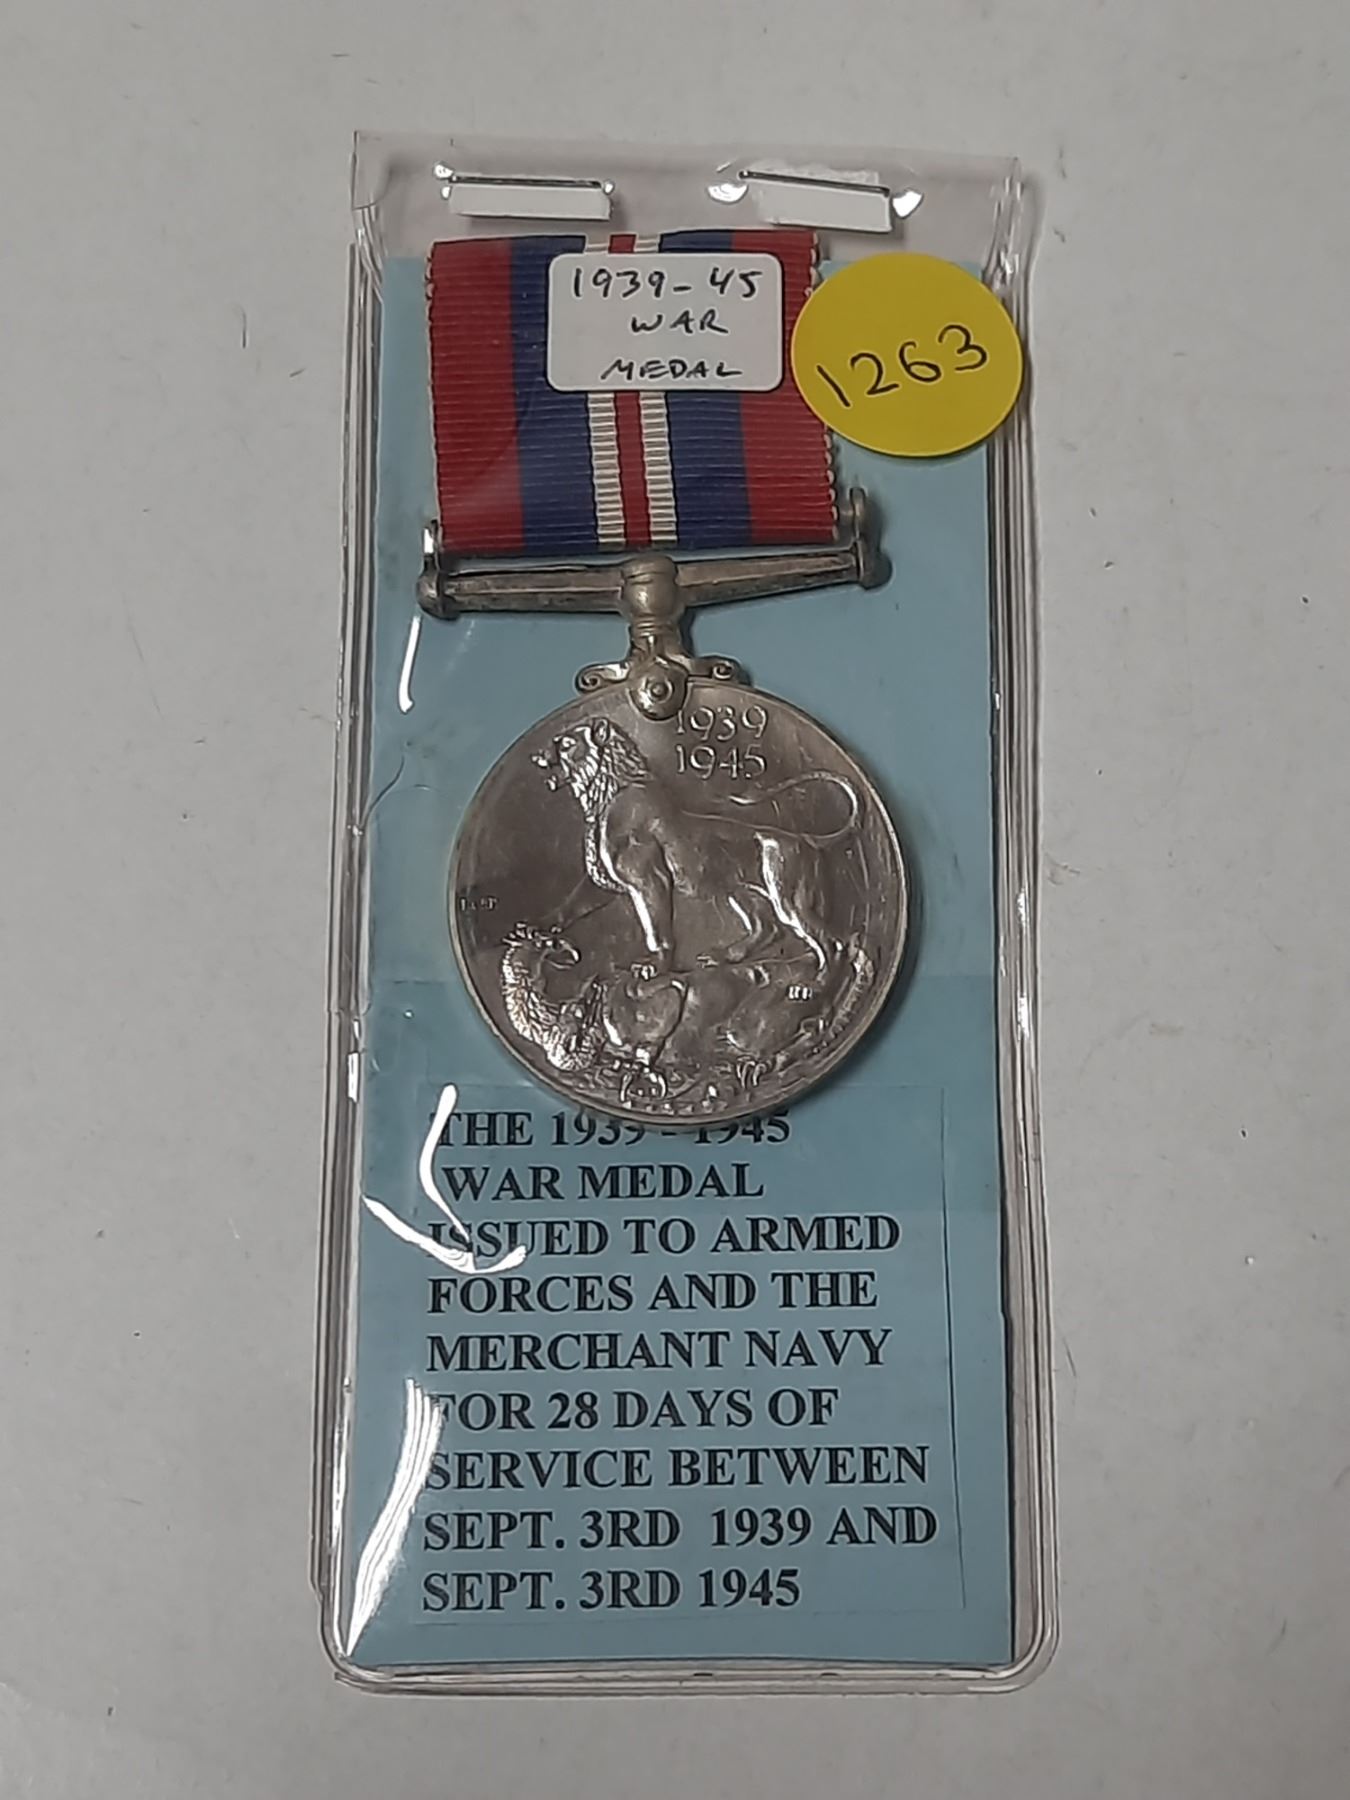 1939-45
WAR
MEDAL
1263
1939
1945
THE 1939 - 1945
WAR MEDAL
ISSUED TO ARMED
FORCES AND THE
MERCHANT NAVY
FOR 28 DAYS OF
SERVICE BETWEEN
SEPT. 3RD 1939 AND
SEPT. 3RD 1945